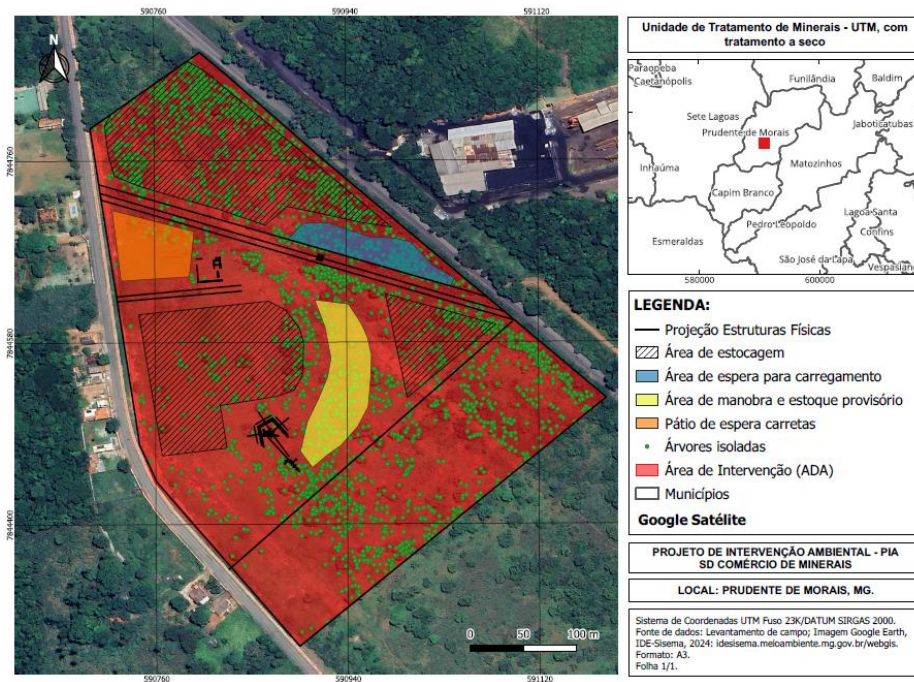 590760 590940 591120
N
7844760
7844580
7844400
0 50 100 m
590760 590940 591120
Unidade de Tratamento de Minerais - UTM, com
tratamento a seco
Paraopeba
Caetanópolis
Funilândia
Baldim
Sete Lagoas
Jaboticatubas
Prudente de Morais
Inhaúma
Matozinhos
Capim Branco
Lagoa Santa
Pedro Leopoldo
Confins
Esmeraldas
São José da Lapa
Vespasiano
580000 600000
LEGENDA:
Projeção Estruturas Físicas
Área de estocagem
Área de espera para carregamento
Área de manobra e estoque provisório
Pátio de espera carretas
Árvores isoladas
Área de Intervenção (ADA)
Municípios
Google Satélite
PROJETO DE INTERVENÇÃO AMBIENTAL - PIA
SD COMÉRCIO DE MINERAIS
LOCAL: PRUDENTE DE MORAIS, MG.
Sistema de Coordenadas UTM Fuso 23K/DATUM SIRGAS 2000.
Fonte de dados: Levantamento de campo; Imagem Google Earth,
IDE-Sisema, 2024: idesisema.meioambiente.mg.gov.br/webgis.
Formato: A3.
Folha 1/1.